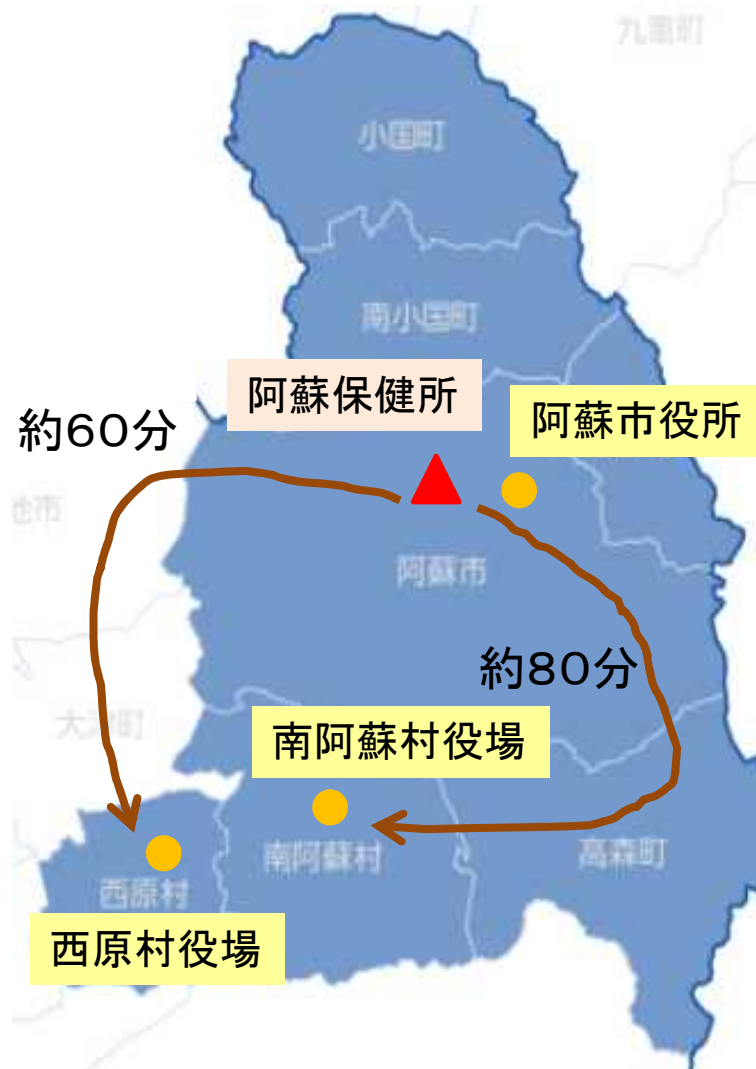 九重町
小国町
南小国町
阿蘇保健所
阿蘇市役所
約60分
阿蘇市
約80分
大津町
南阿蘇村役場
南阿蘇村
高森町
西原村
西原村役場